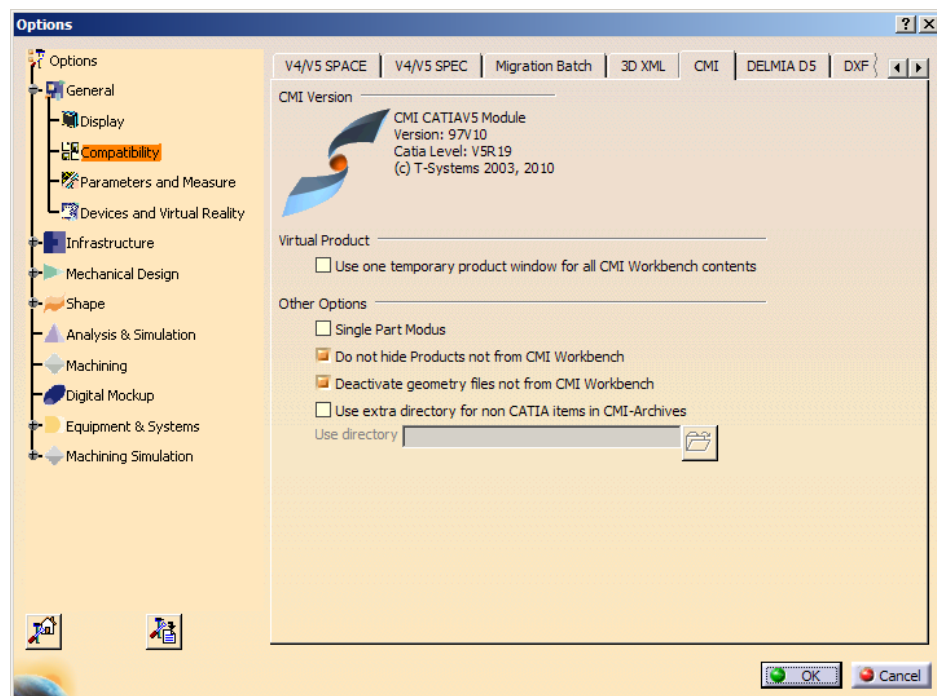 Options
Options
General
Display
Compatibility
Parameters and Measure
Devices and Virtual Reality
Infrastructure
Mechanical Design
Shape
Analysis & Simulation
Machining
Digital Mockup
Equipment & Systems
Machining Simulation
V4/V5 SPACE
V4/V5 SPEC
Migration Batch
3D XML
CMI
DELMIA D5
DXF
CMI Version
CMI CATIAV5 Module
Version: 97V10
Catia Level: V5R19
(c) T-Systems 2003, 2010
Virtual Product
Use one temporary product window for all CMI Workbench contents
Other Options
Single Part Modus
Do not hide Products not from CMI Workbench
Deactivate geometry files not from CMI Workbench
Use extra directory for non CATIA items in CMI-Archives
Use directory
OK
Cancel